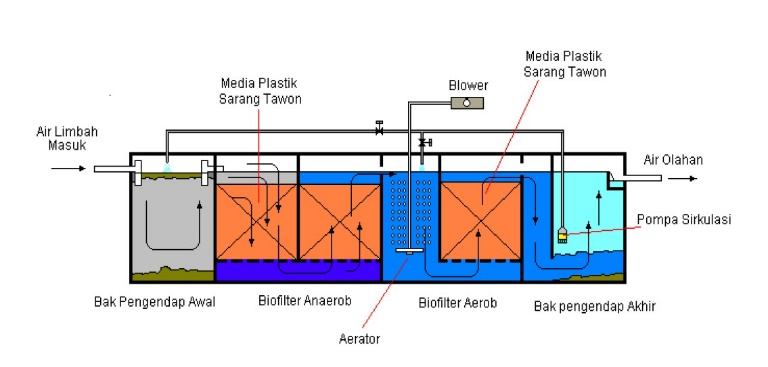 Media Plastik
Sarang Tawon
Blower
Media Plastik
Sarang Tawon
Air Limbah
Masuk
Air Olahan
Pompa Sirkulasi
Bak Pengendap Awal
Biofilter Anaerob
Biofilter Aerob
Bak pengendap Akhir
Aerator